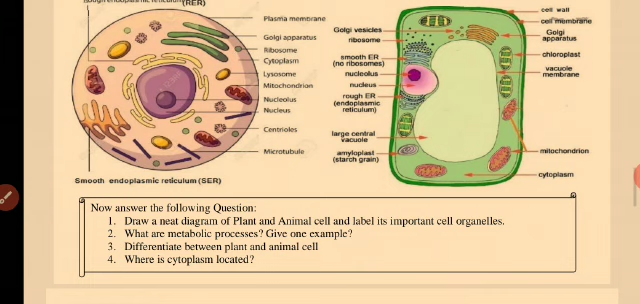 Rough endoplasmic reticulum
(RER)
Plasma membrane
Golgi apparatus
Ribosome
Cytoplasm
Lysosome
Mitochondrion
Nucleolus
Nucleus
Centrioles
Microtubule
Smooth endoplasmic reticulum (SER)
Golgi vesicles
ribosome
smooth ER
(no ribosomes)
nucleolus
nucleus
rough ER
(endoplasmic
reticulum)
large central
vacuole
amyloplast
(starch grain)
cell wall
cell membrane
Golgi
apparatus
chloroplast
vacuole
membrane
mitochondrion
cytoplasm
Now answer the following Question:
1. Draw a neat diagram of Plant and Animal cell and label its important cell organelles.
2. What are metabolic processes? Give one example?
3. Differentiate between plant and animal cell
4. Where is cytoplasm located?